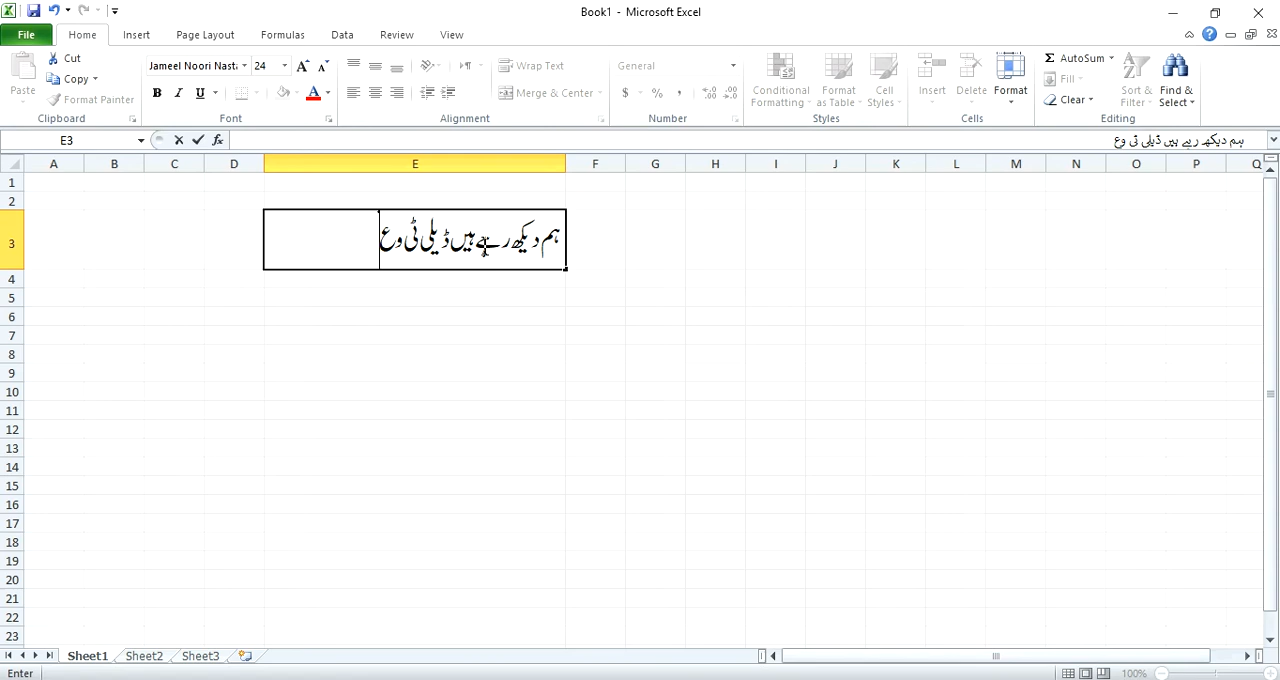 Book1 - Microsoft Excel
File Home Insert Page Layout Formulas Data Review View
Paste Cut Copy Format Painter Clipboard
Jameel Noori Nasta 24 B I U A Font
Wrap Text Merge & Center Alignment
General $ % , Number
Conditional Formatting Format as Table Cell Styles Styles
Insert Delete Format Cells
Σ AutoSum Fill Clear Sort & Filter Find & Select Editing
E3 fx ہم دیکھ رہے ہیں ڈیلی ٹی وع
A B C D E F G H I J K L M N O P Q
1
2
3 ہم دیکھ رہے ہیں ڈیلی ٹی وع
4
5
6
7
8
9
10
11
12
13
14
15
16
17
18
19
20
21
22
23
Sheet1 Sheet2 Sheet3
Enter 100%